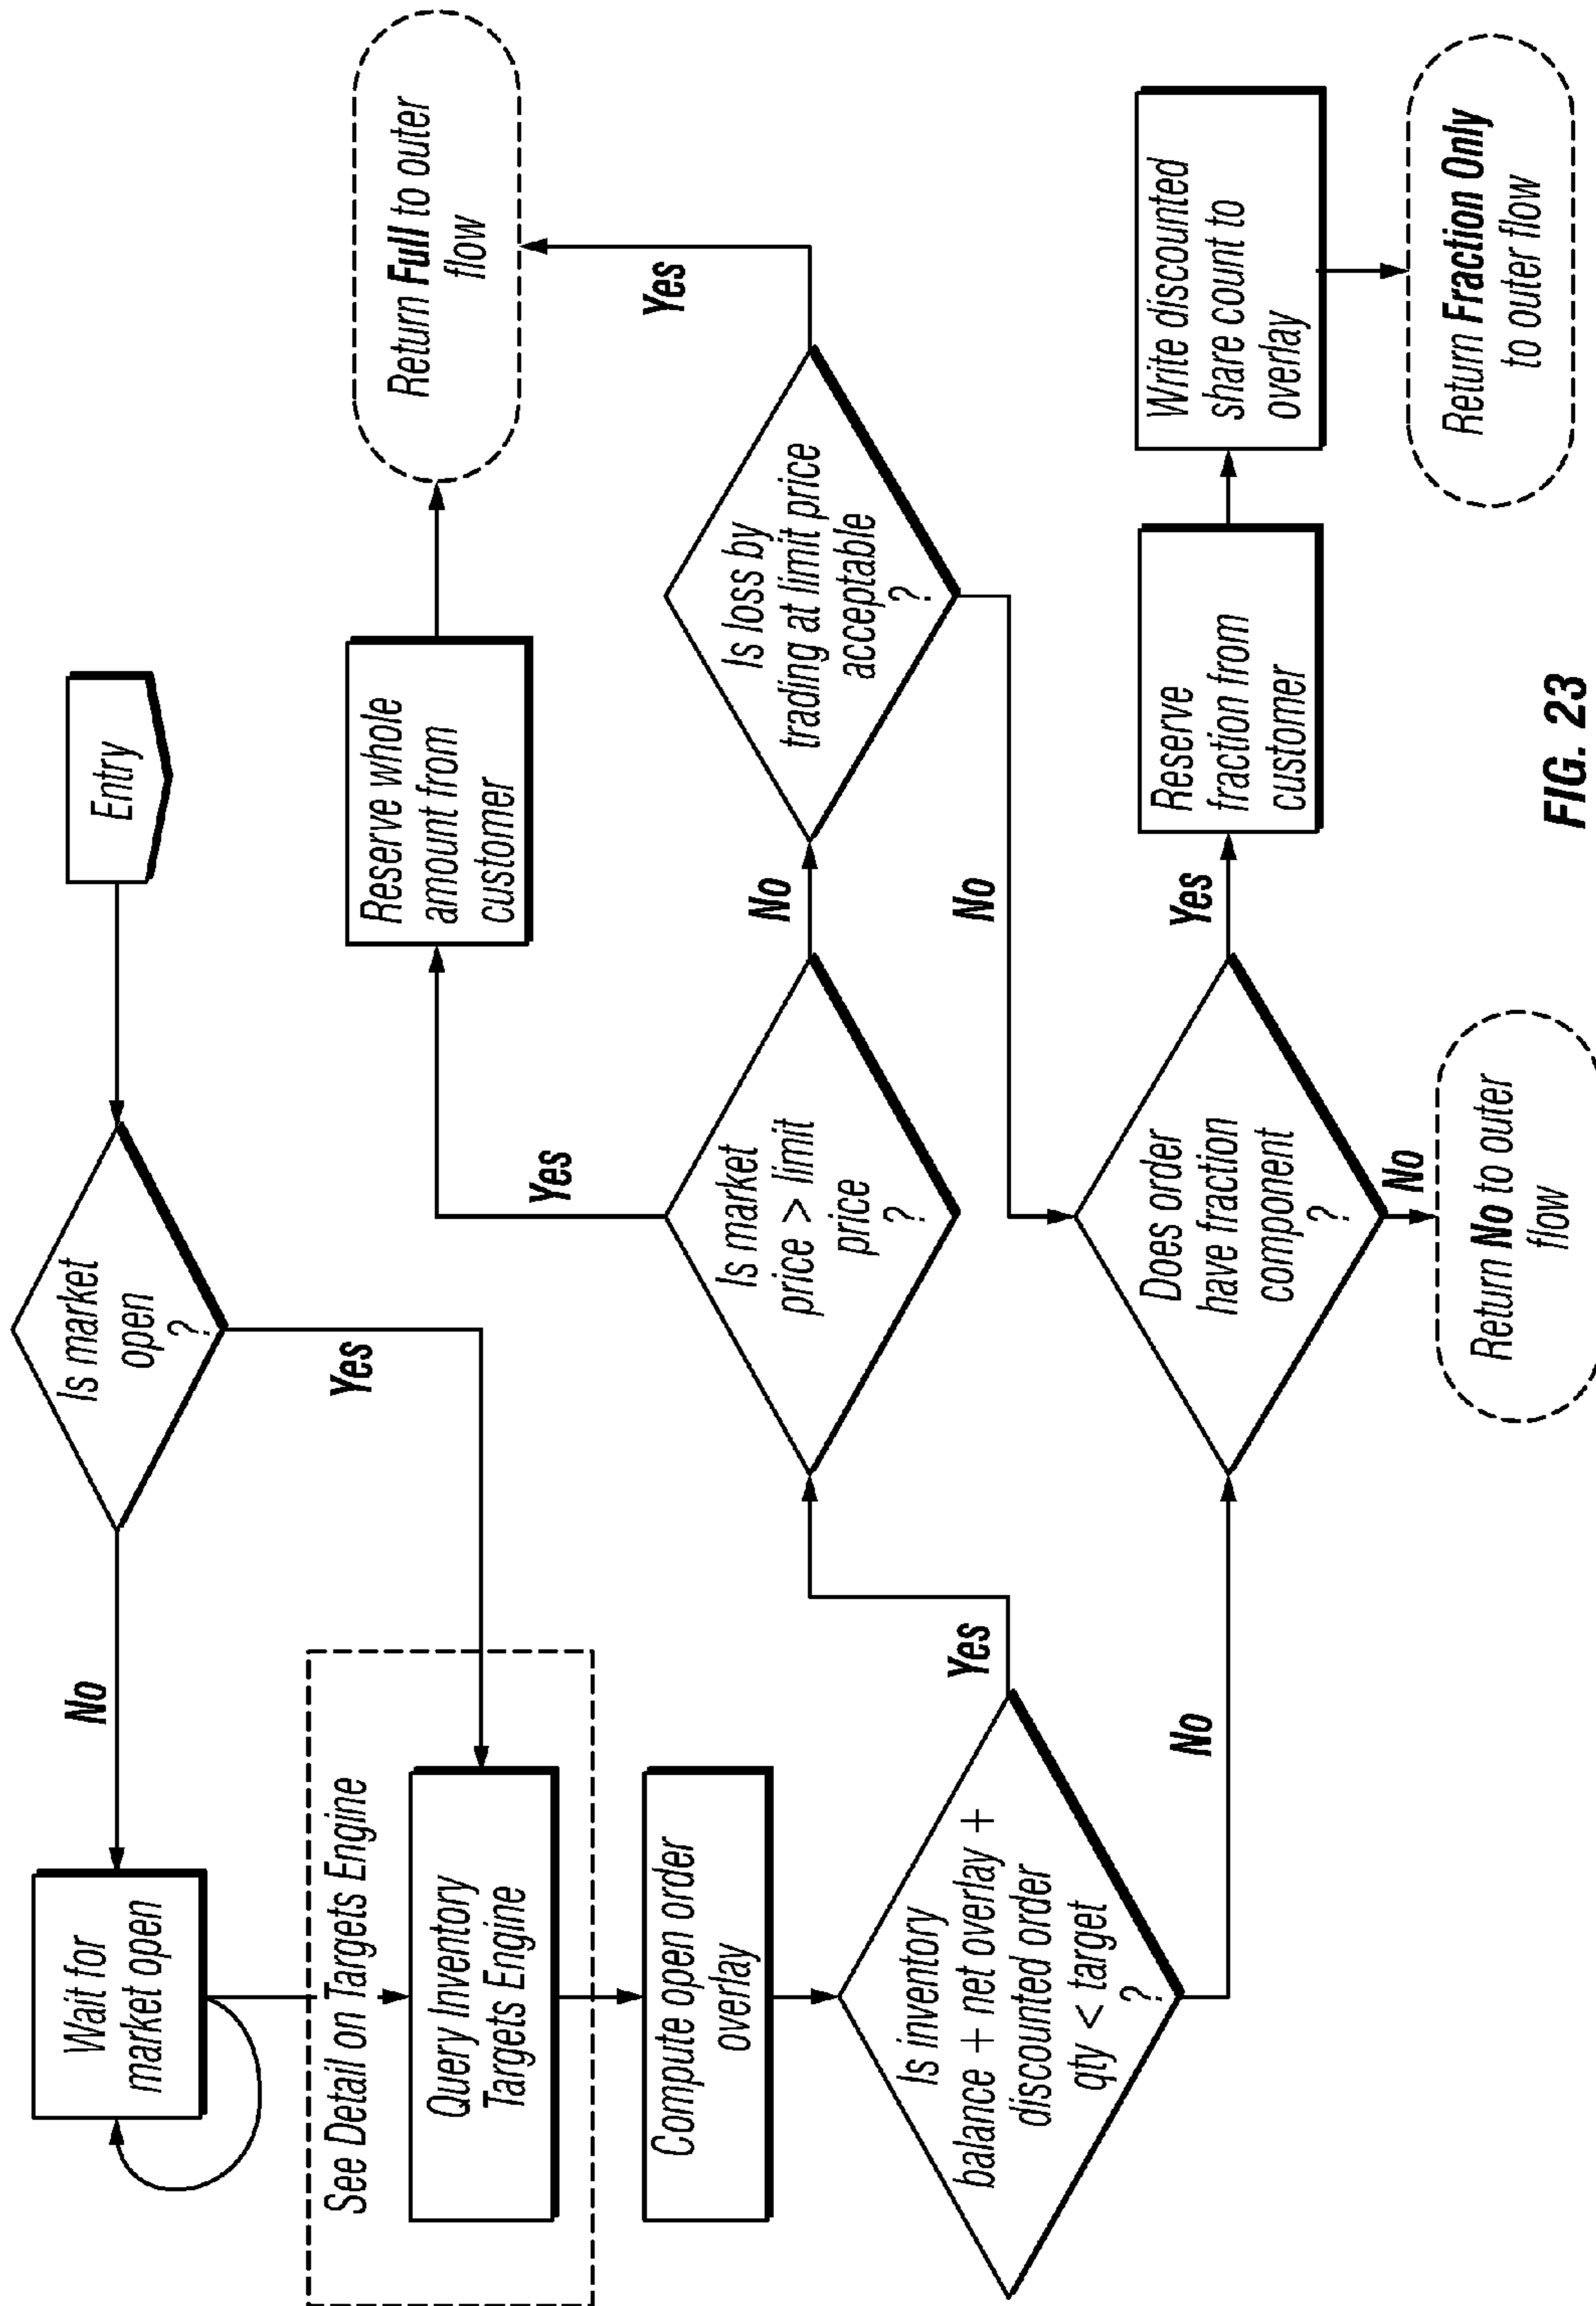 Entry
Is market
open
?
No
Yes
Wait for
market open
See Detail on Targets Engine
Query Inventory
Targets Engine
Compute open order
overlay
Is inventory
balance + net overlay +
discounted order
qty < target
?
Yes
No
Is market
price > limit
price
?
Yes
No
Reserve whole
amount from
customer
Return Full to outer
flow
Is loss by
trading at limit price
acceptable
?
Yes
No
Does order
have fraction
component
?
Yes
No
Reserve
fraction from
customer
Write discounted
share count to
overlay
Return Fraction Only
to outer flow
Return No to outer
flow
FIG. 23